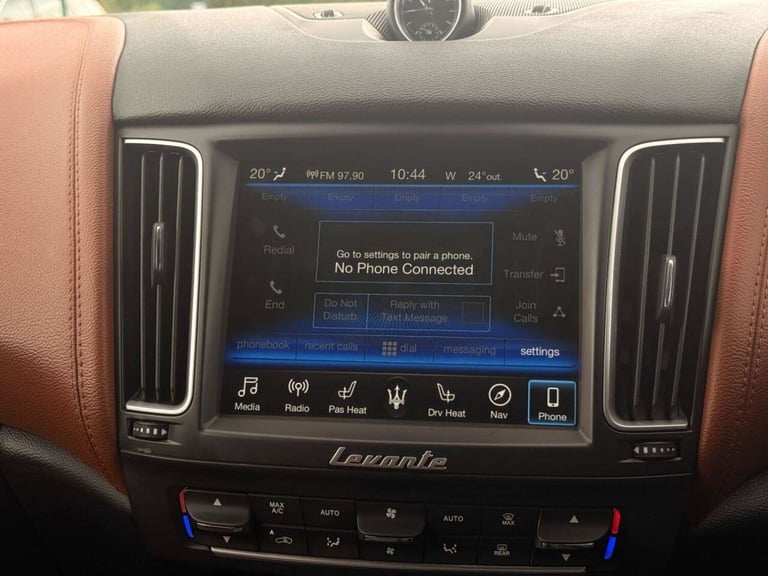 20° FM 97.90 10:44 W 24°out. 20°
Empty Empty Empty Empty Empty
Redial
Go to settings to pair a phone.
No Phone Connected
Mute
End
Transfer
Do Not
Disturb
Reply with
Text Message
Join
Calls
phonebook recent calls dial messaging settings
Media Radio Pas Heat Drv Heat Nav Phone
Levante
MAX
A/C
AUTO
AUTO
MAX
A
REAR